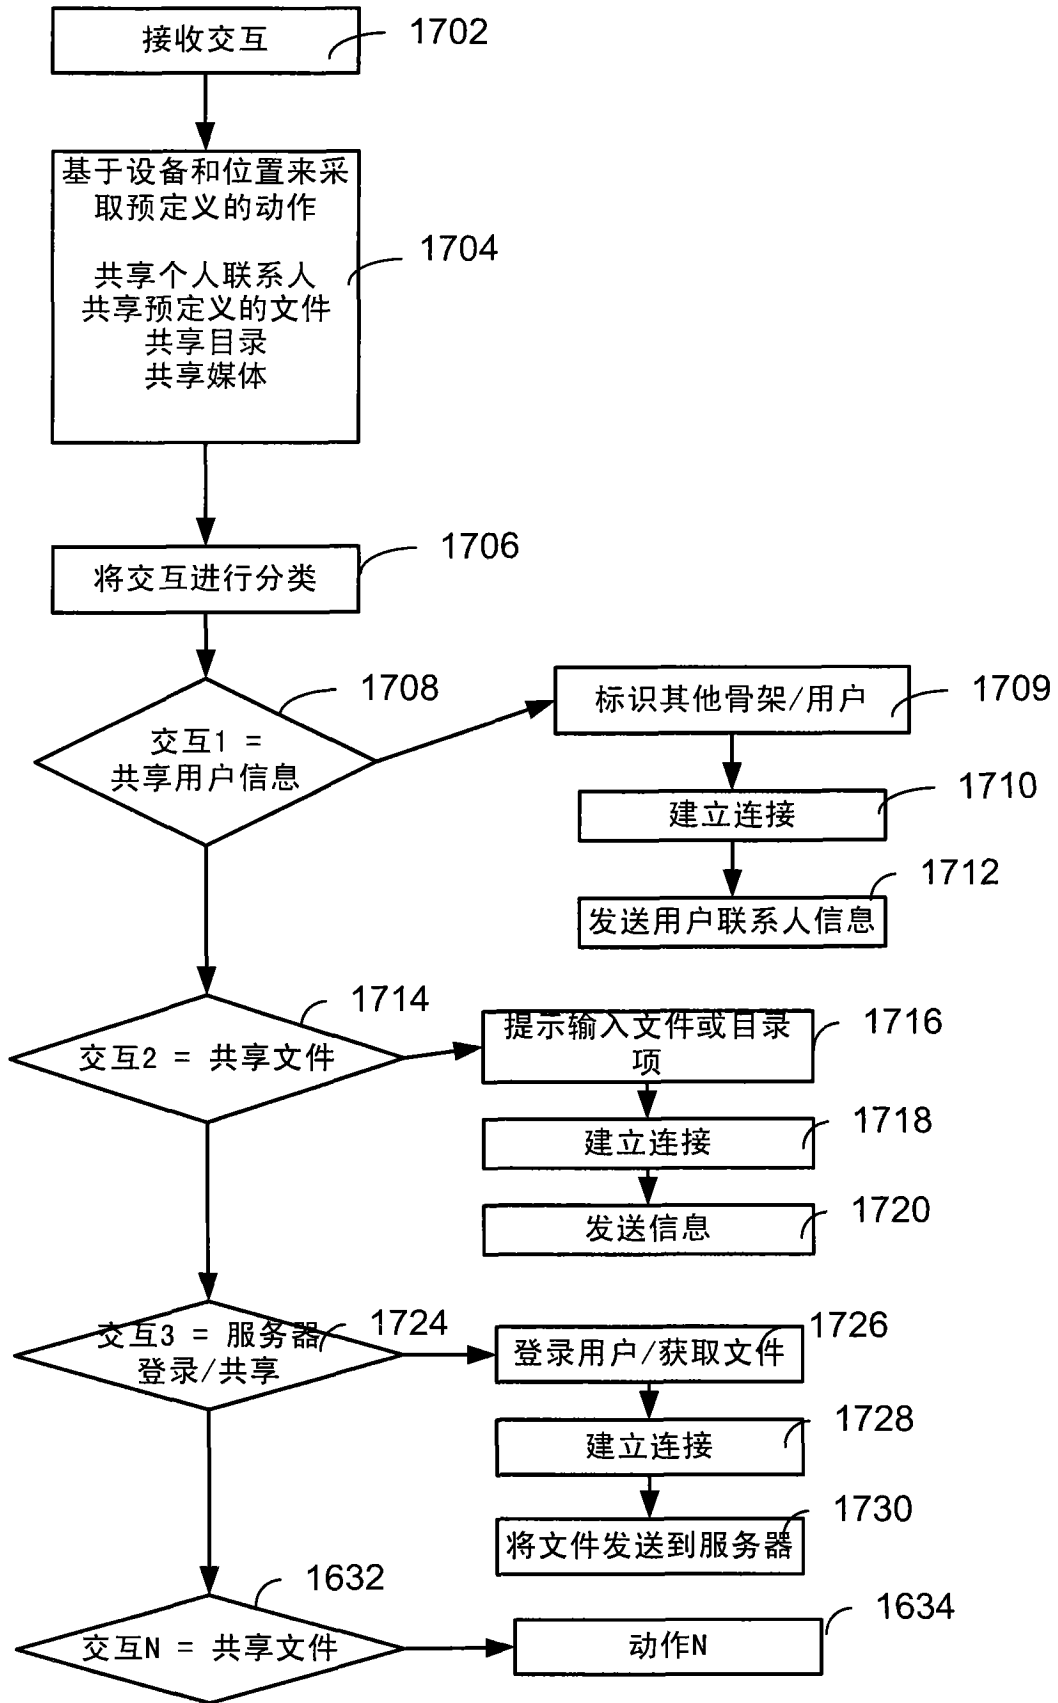 接收交互
1702
基于设备和位置来采
取预定义的动作
共享个人联系人
共享预定义的文件
共享目录
共享媒体
1704
将交互进行分类
1706
交互1 =
共享用户信息
1708
标识其他骨架/用户
1709
建立连接
1710
发送用户联系人信息
1712
交互2 = 共享文件
1714
提示输入文件或目录
项
1716
建立连接
1718
发送信息
1720
交互3 = 服务器
登录/共享
1724
登录用户/获取文件
1726
建立连接
1728
将文件发送到服务器
1730
交互N = 共享文件
1632
动作N
1634